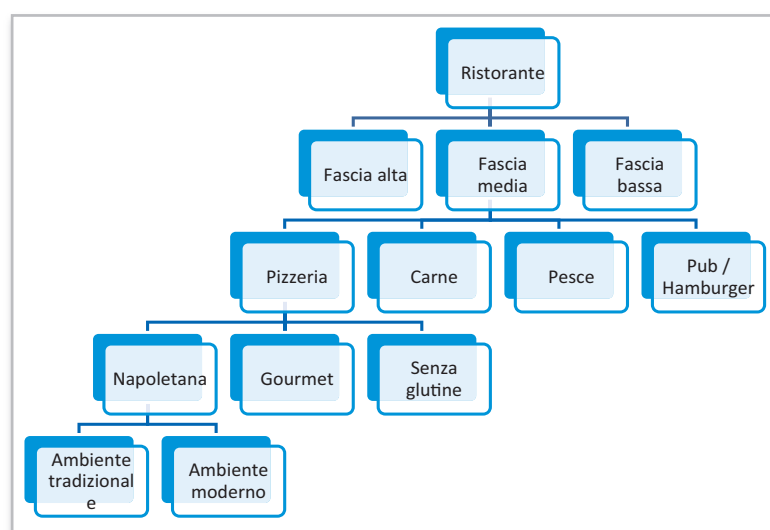 Ristorante
Fascia alta
Fascia
media
Fascia
bassa
Pizzeria
Carne
Pesce
Pub /
Hamburger
Napoletana
Gourmet
Senza
glutine
Ambiente
tradizional
e
Ambiente
moderno